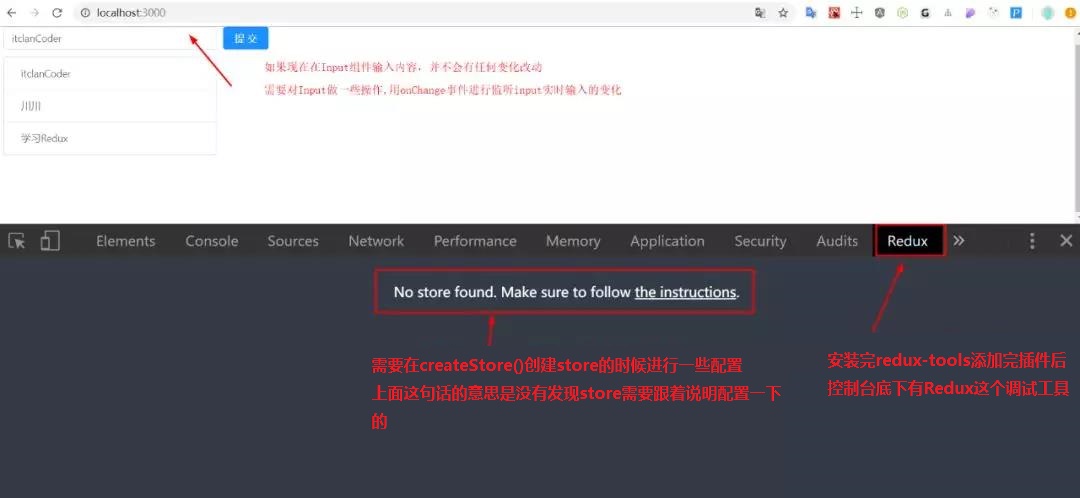 localhost:3000
itclanCoder
提 交
如果现在在Input组件输入内容，并不会有任何变化改动
需要对Input做一些操作,用onChange事件进行监听input实时输入的变化
itclanCoder
川川
学习Redux
Elements
Console
Sources
Network
Performance
Memory
Application
Security
Audits
Redux
No store found. Make sure to follow the instructions.
需要在createStore()创建store的时候进行一些配置
上面这句话的意思是没有发现store需要跟着说明配置一下
的
安装完redux-tools添加完插件后
控制台底下有Redux这个调试工具